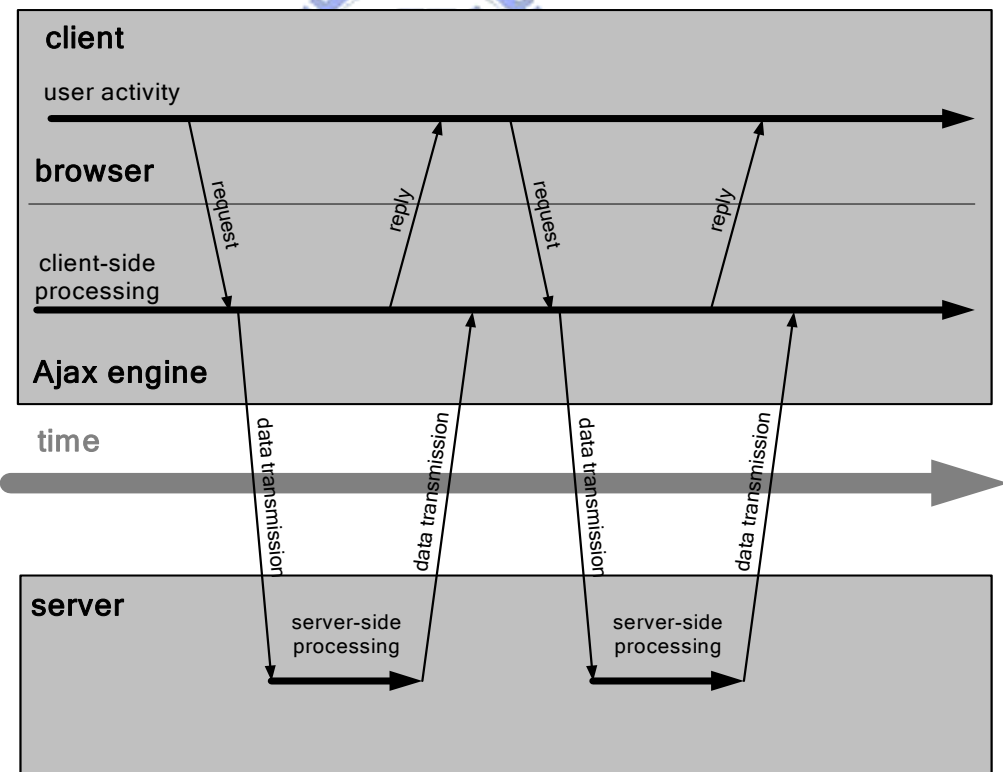 client
user activity
browser
request
reply
request
reply
client-side
processing
Ajax engine
data transmission
data transmission
data transmission
data transmission
time
server
server-side
processing
server-side
processing